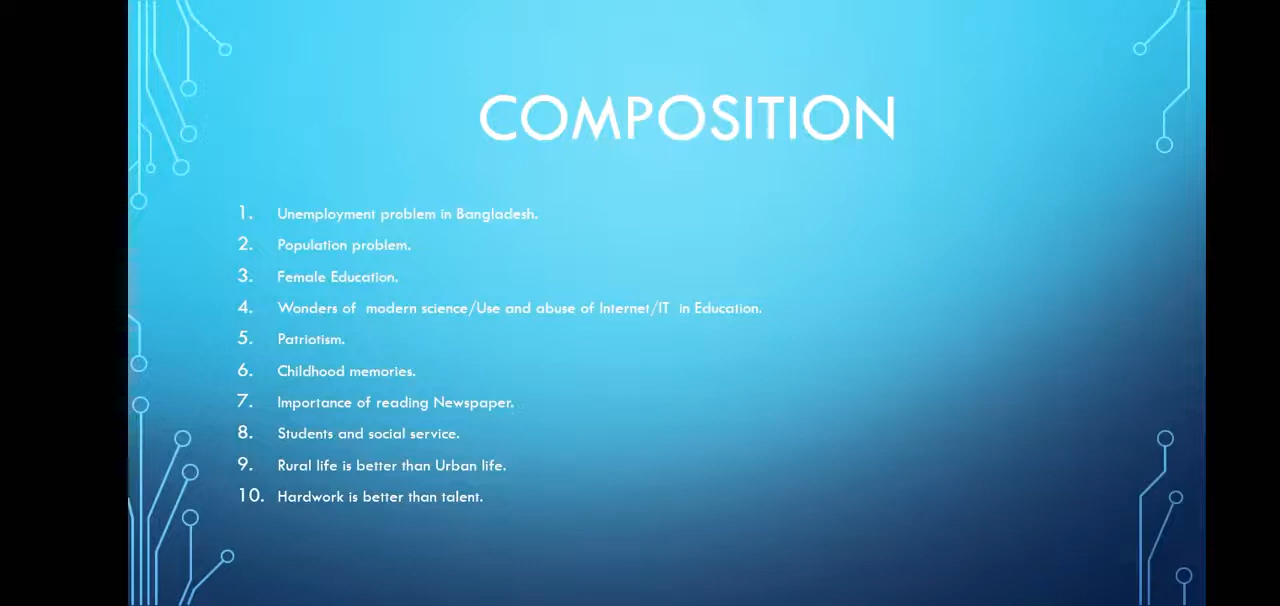 COMPOSITION
1. Unemployment problem in Bangladesh.
2. Population problem.
3. Female Education.
4. Wonders of modern science/Use and abuse of Internet/IT in Education.
5. Patriotism.
6. Childhood memories.
7. Importance of reading Newspaper.
8. Students and social service.
9. Rural life is better than Urban life.
10. Hardwork is better than talent.